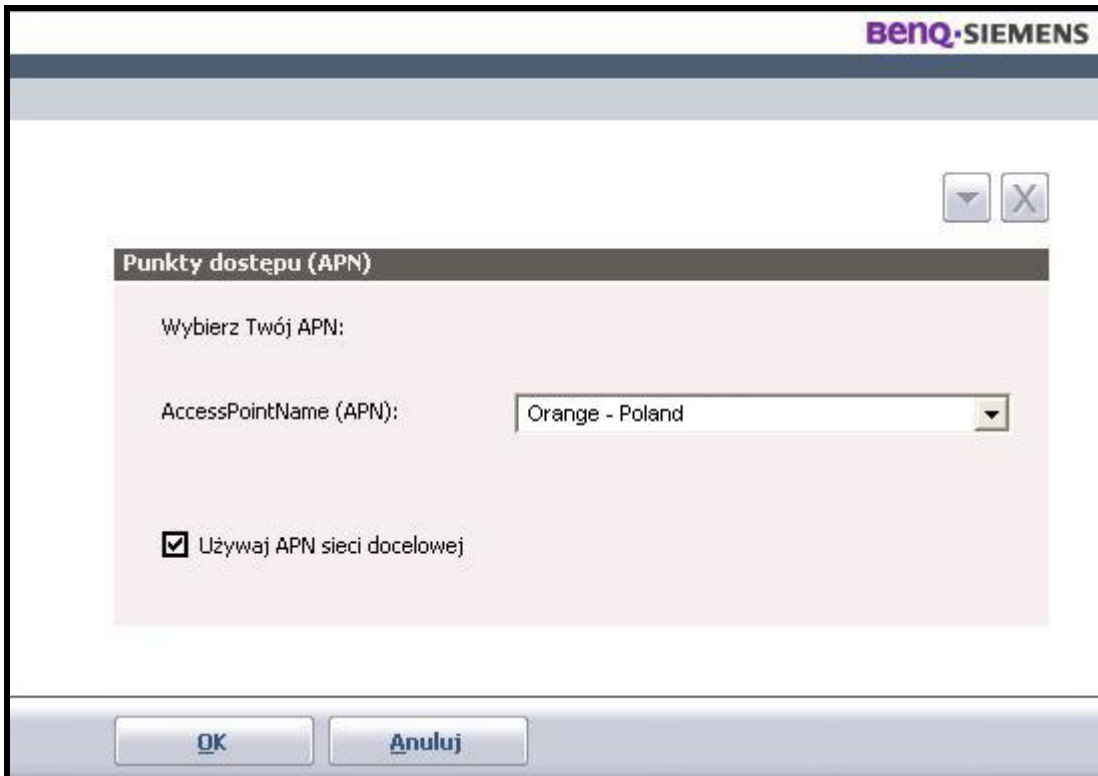 BenQ-SIEMENS
X
Punkty dostępu (APN)
Wybierz Twój APN:
AccessPointName (APN): Orange - Poland
Używaj APN sieci docelowej
OK Anuluj